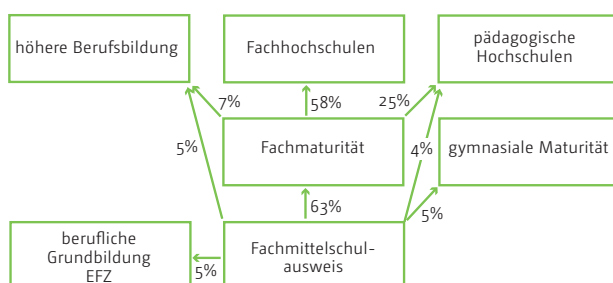 höhere Berufsbildung
Fachhochschulen
pädagogische
Hochschulen
7%
58%
25%
5%
Fachmaturität
4%
gymnasiale Maturität
63%
5%
berufliche
Grundbildung
EFZ
5%
Fachmittelschul-
ausweis